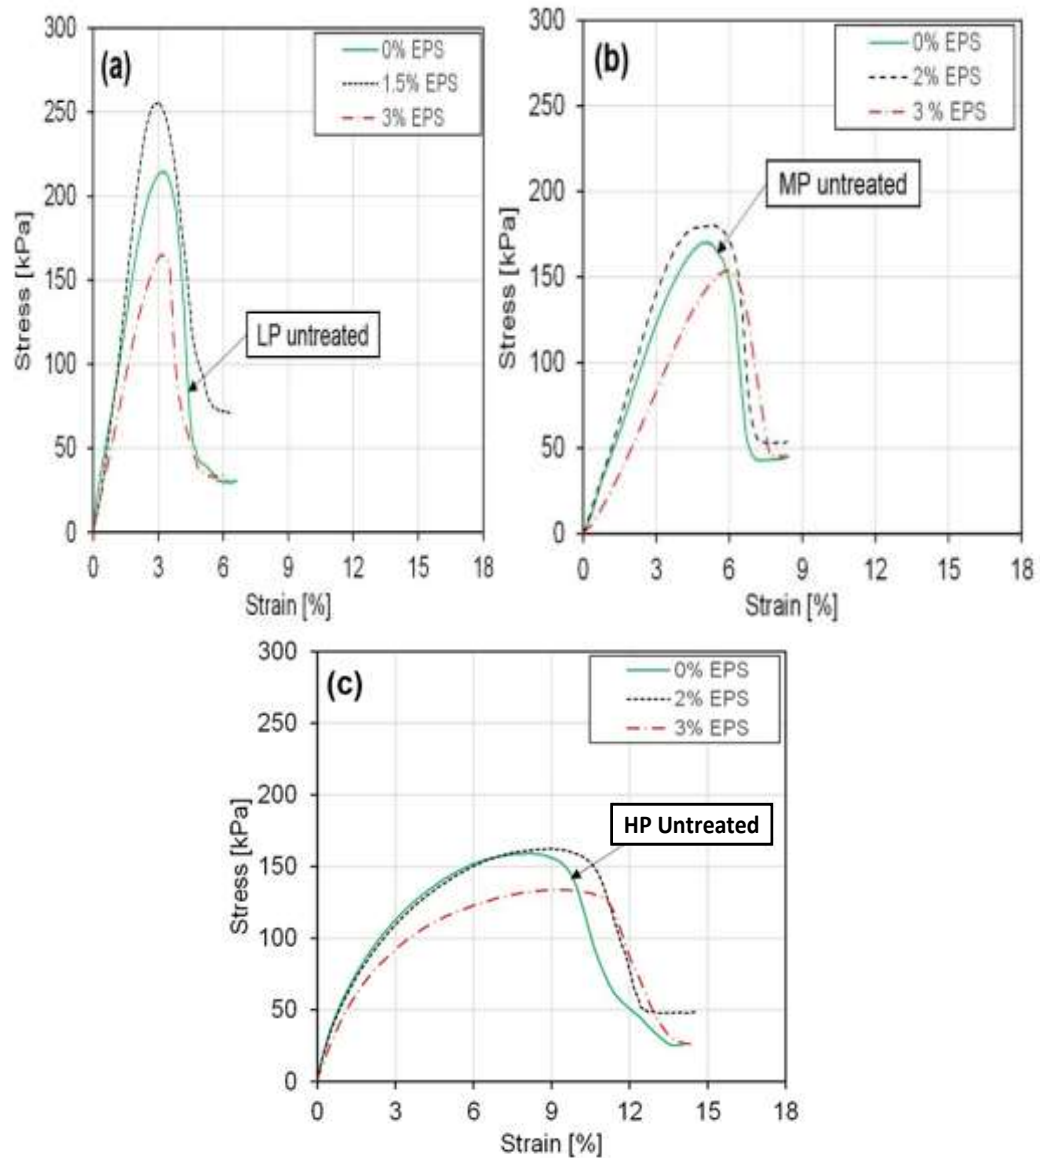 300
250
200
150
100
50
0
Stress [kPa]
(a)
0% EPS
1.5% EPS
3% EPS
LP untreated
0 3 6 9 12 15 18
Strain [%]
300
250
200
150
100
50
0
Stress [kPa]
(b)
0% EPS
2% EPS
3 % EPS
MP untreated
0 3 6 9 12 15 18
Strain [%]
300
250
200
150
100
50
0
Stress [kPa]
(c)
0% EPS
2% EPS
3% EPS
HP Untreated
0 3 6 9 12 15 18
Strain [%]